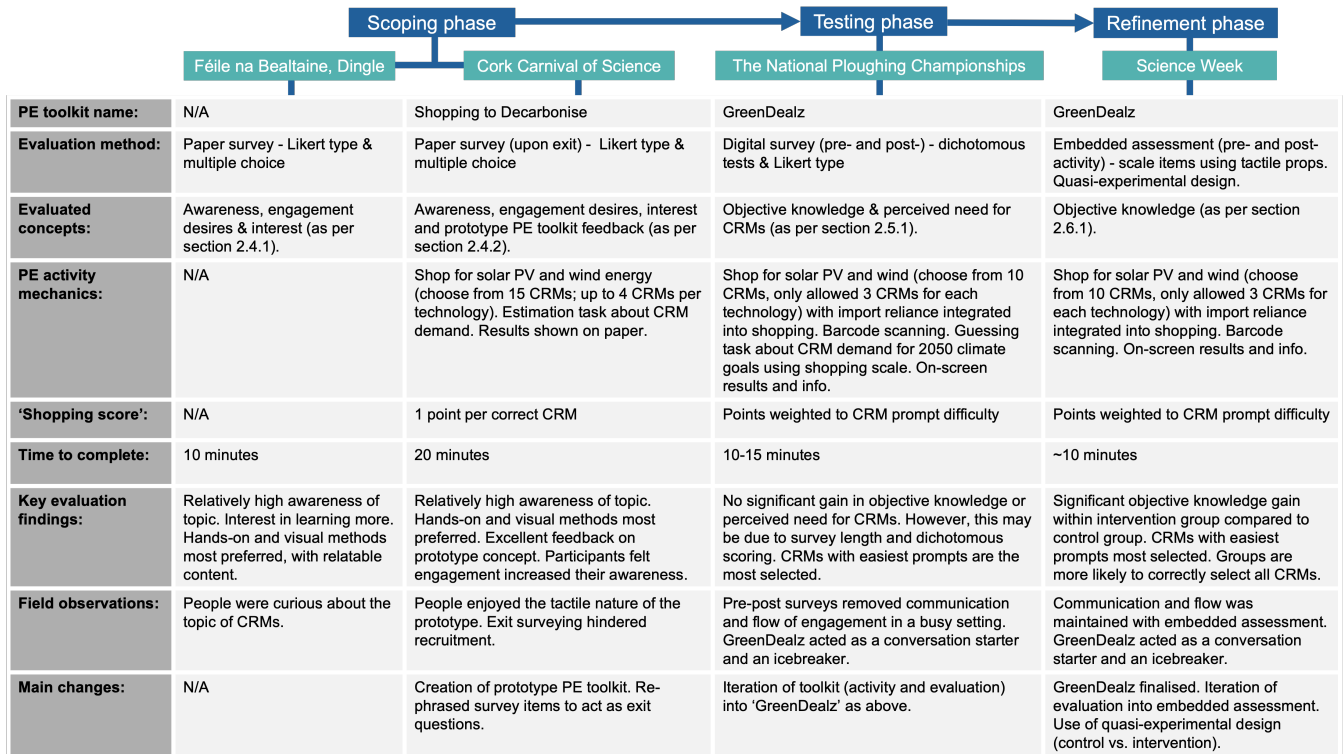 Scoping phase
Testing phase
Refinement phase
Féile na Bealtaine, Dingle
Cork Carnival of Science
The National Ploughing Championships
Science Week
PE toolkit name:
N/A
Shopping to Decarbonise
GreenDealz
GreenDealz
Evaluation method:
Paper survey - Likert type &
multiple choice
Paper survey (upon exit) -  Likert type &
multiple choice
Digital survey (pre- and post-) - dichotomous
tests & Likert type
Embedded assessment (pre- and post-
activity) - scale items using tactile props.
Quasi-experimental design.
Evaluated
concepts:
Awareness, engagement
desires & interest (as per
section 2.4.1).
Awareness, engagement desires, interest
and prototype PE toolkit feedback (as per
section 2.4.2).
Objective knowledge & perceived need for
CRMs (as per section 2.5.1).
Objective knowledge (as per section
2.6.1).
PE activity
mechanics:
N/A
Shop for solar PV and wind energy
(choose from 15 CRMs; up to 4 CRMs per
technology). Estimation task about CRM
demand. Results shown on paper.
Shop for solar PV and wind (choose from 10
CRMs, only allowed 3 CRMs for each
technology) with import reliance integrated
into shopping. Barcode scanning. Guessing
task about CRM demand for 2050 climate
goals using shopping scale. On-screen
results and info.
Shop for solar PV and wind (choose
from 10 CRMs, only allowed 3 CRMs for
each technology) with import reliance
integrated into shopping. Barcode
scanning. On-screen results and info.
‘Shopping score’:
N/A
1 point per correct CRM
Points weighted to CRM prompt difficulty
Points weighted to CRM prompt difficulty
Time to complete:
10 minutes
20 minutes
10-15 minutes
~10 minutes
Key evaluation
findings:
Relatively high awareness of
topic. Interest in learning more.
Hands-on and visual methods
most preferred, with relatable
content.
Relatively high awareness of topic.
Hands-on and visual methods most
preferred. Excellent feedback on
prototype concept. Participants felt
engagement increased their awareness.
No significant gain in objective knowledge or
perceived need for CRMs. However, this may
be due to survey length and dichotomous
scoring. CRMs with easiest prompts are the
most selected.
Significant objective knowledge gain
within intervention group compared to
control group. CRMs with easiest
prompts most selected. Groups are
more likely to correctly select all CRMs.
Field observations:
People were curious about the
topic of CRMs.
People enjoyed the tactile nature of the
prototype. Exit surveying hindered
recruitment.
Pre-post surveys removed communication
and flow of engagement in a busy setting.
GreenDealz acted as a conversation starter
and an icebreaker.
Communication and flow was
maintained with embedded assessment.
GreenDealz acted as a conversation
starter and an icebreaker.
Main changes:
N/A
Creation of prototype PE toolkit. Re-
phrased survey items to act as exit
questions.
Iteration of toolkit (activity and evaluation)
into ‘GreenDealz’ as above.
GreenDealz finalised. Iteration of
evaluation into embedded assessment.
Use of quasi-experimental design
(control vs. intervention).